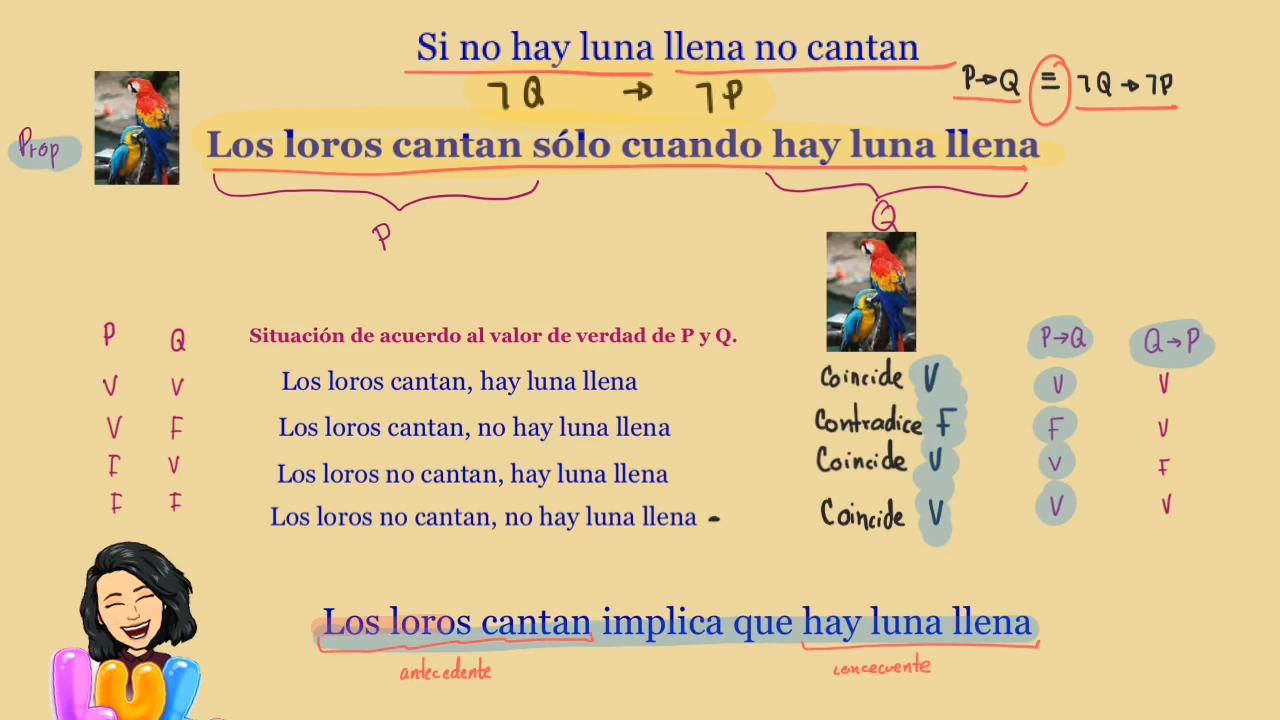 Si no hay luna llena no cantan
¬Q → ¬P
P→Q ≡ ¬Q → ¬P
Prop
Los loros cantan sólo cuando hay luna llena
P Q
P Q Situación de acuerdo al valor de verdad de P y Q. P→Q Q→P
V V Los loros cantan, hay luna llena Coincide V V V
V F Los loros cantan, no hay luna llena Contradice F F V
F V Los loros no cantan, hay luna llena Coincide V V F
F F Los loros no cantan, no hay luna llena Coincide V V V
Los loros cantan implica que hay luna llena
antecedente concecuente
LUL